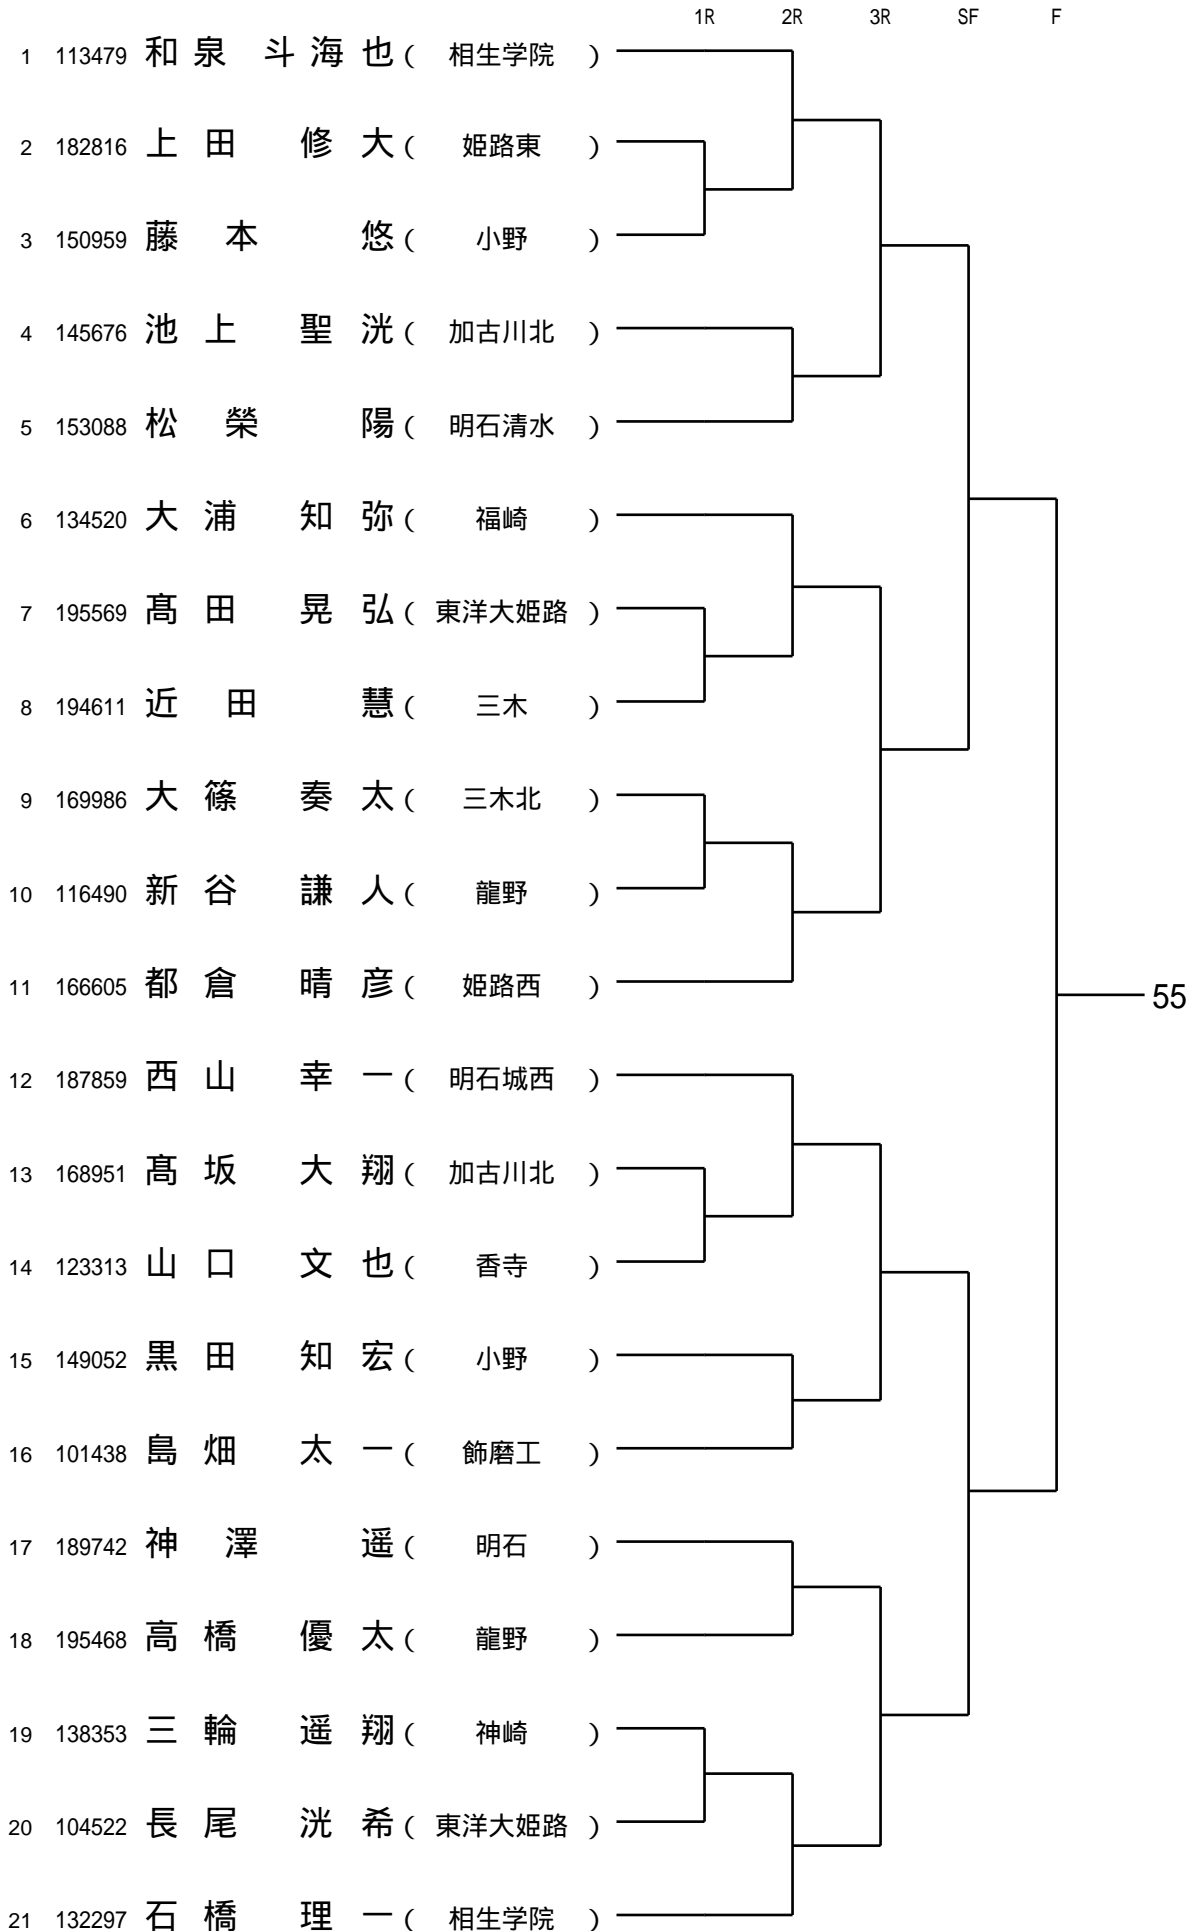 1R 2R 3R SF F
1 113479 和泉 斗海也 ( 相生学院 )
2 182816 上田 修大 ( 姫路東 )
3 150959 藤本 悠 ( 小野 )
4 145676 池上 聖洸 ( 加古川北 )
5 153088 松榮 陽 ( 明石清水 )
6 134520 大浦 知弥 ( 福崎 )
7 195569 髙田 晃弘 ( 東洋大姫路 )
8 194611 近田 慧 ( 三木 )
9 169986 大篠 奏太 ( 三木北 )
10 116490 新谷 謙人 ( 龍野 )
11 166605 都倉 晴彦 ( 姫路西 )
55
12 187859 西山 幸一 ( 明石城西 )
13 168951 髙坂 大翔 ( 加古川北 )
14 123313 山口 文也 ( 香寺 )
15 149052 黒田 知宏 ( 小野 )
16 101438 島畑 太一 ( 飾磨工 )
17 189742 神澤 遥 ( 明石 )
18 195468 高橋 優太 ( 龍野 )
19 138353 三輪 遥翔 ( 神崎 )
20 104522 長尾 洸希 ( 東洋大姫路 )
21 132297 石橋 理一 ( 相生学院 )